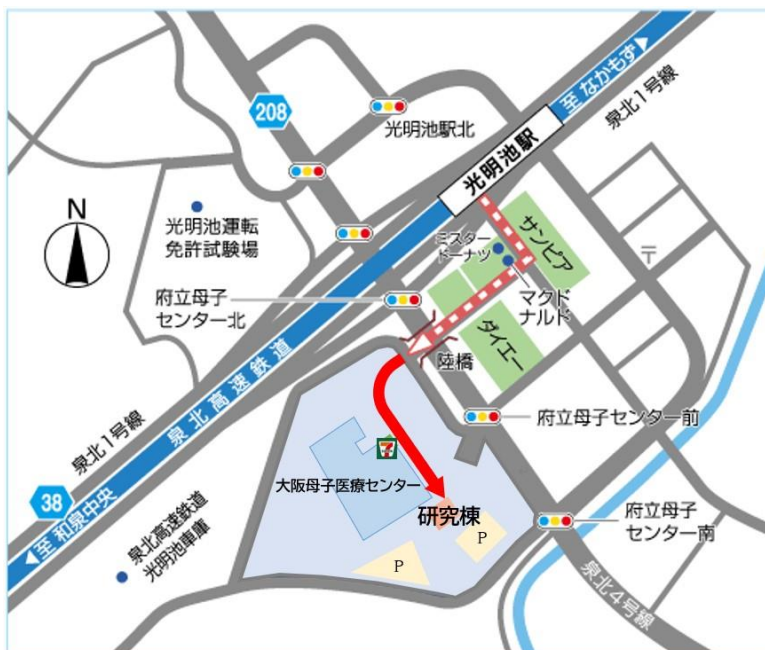 至 なかもず
泉北1号線
208
光明池駅北
光明池駅
N
光明池運転
免許試験場
サンピア
ミスター
ドーナツ
〒
マクド
ナルド
府立母子
センター北
ダイエー
陸橋
泉北高速鉄道
泉北1号線
府立母子センター前
7
大阪母子医療センター
38
至 和泉中央
研究棟
府立母子
センター南
泉北高速鉄道
光明池車庫
P
P
泉北4号線